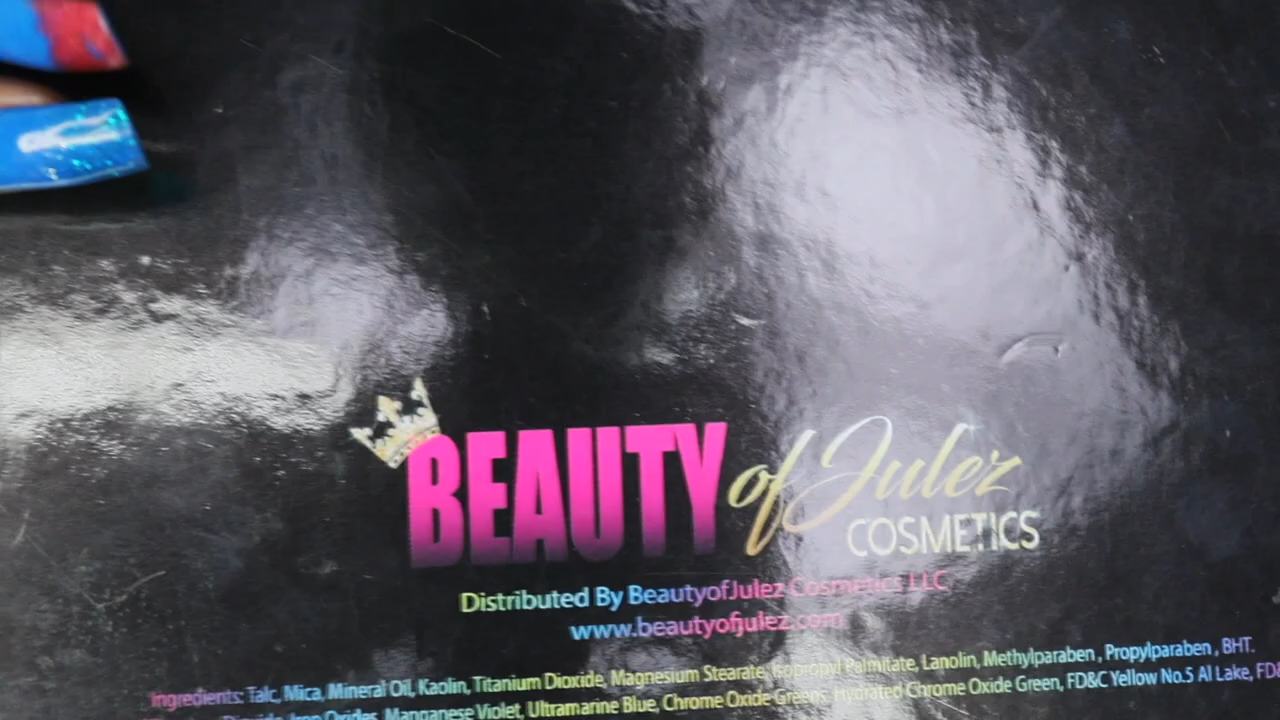 BEAUTY of Julez
COSMETICS
Distributed By BeautyofJulez Cosmetics LLC
www.beautyofjulez.com
Ingredients: Talc, Mica, Mineral Oil, Kaolin, Titanium Dioxide, Magnesium Stearate, Isopropyl Palmitate, Lanolin, Methylparaben, Propylparaben, BHT.
Dioxide, Iron Oxides, Manganese Violet, Ultramarine Blue, Chrome Oxide Greens, Hydrated Chrome Oxide Green, FD&C Yellow No.5 Al Lake,